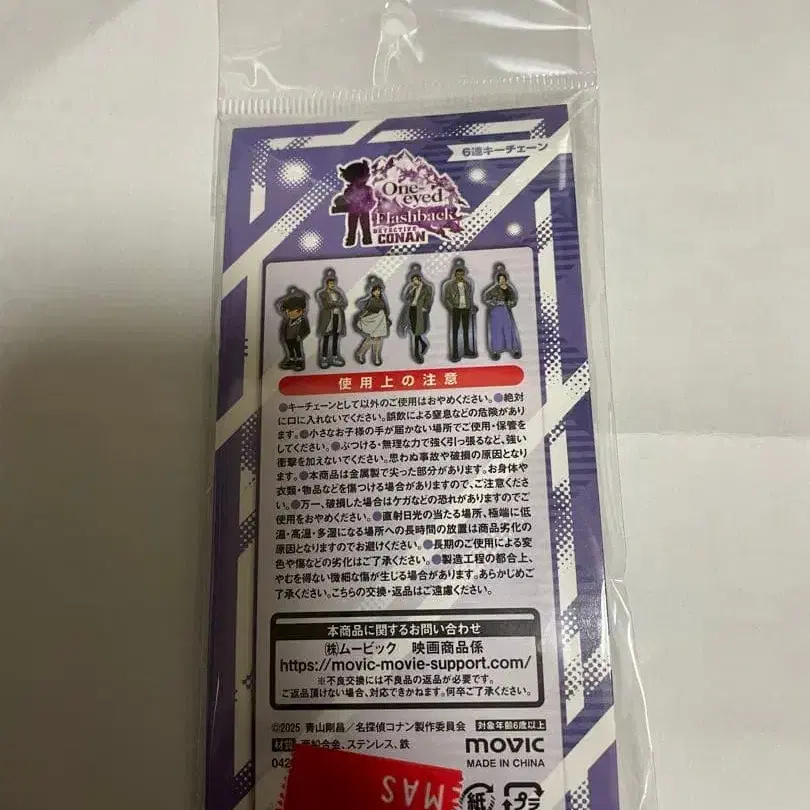 6連キーチェーン
One-
eyed
Flashback
DETECTIVE
CONAN
使用上の注意
●キーチェーンとして以外のご使用はおやめください。●絶対
に口に入れないでください。誤飲による窒息などの危険があり
ます。●小さなお子様の手が届かない場所でご使用・保管を
してください。●ぶつける・無理な力で強く引っ張るなど、強い
衝撃を加えないでください。思わぬ事故や破損の原因となり
ます。●本商品は金属製で尖った部分があります。お身体や
衣類・物品などを傷つける場合がありますので、ご注意くださ
い。●万一、破損した場合はケガなどの恐れがありますのでご
使用をおやめください。●直射日光の当たる場所、極端に低
温・高温・多湿になる場所への長時間の放置は商品劣化の
原因となりますのでお避けください。●長期のご使用による変
色や傷などの劣化はご了承ください。●製造工程の都合上、
やむを得ない微細な傷が生じる場合があります。あらかじめご
了承ください。こちらの交換・返品はご遠慮ください。
本商品に関するお問い合わせ
㈱ムービック 映画商品係
https://movic-movie-support.com/
※不良交換には不良品の返品が必要です。
ご返品頂けない場合、対応できかねます。何卒ご了承ください。
©2025 青山剛昌／名探偵コナン製作委員会 対象年齢6歳以上
材質 亜鉛合金、ステンレス、鉄 movic
042 MADE IN CHINA
EMAS
紙 プラ